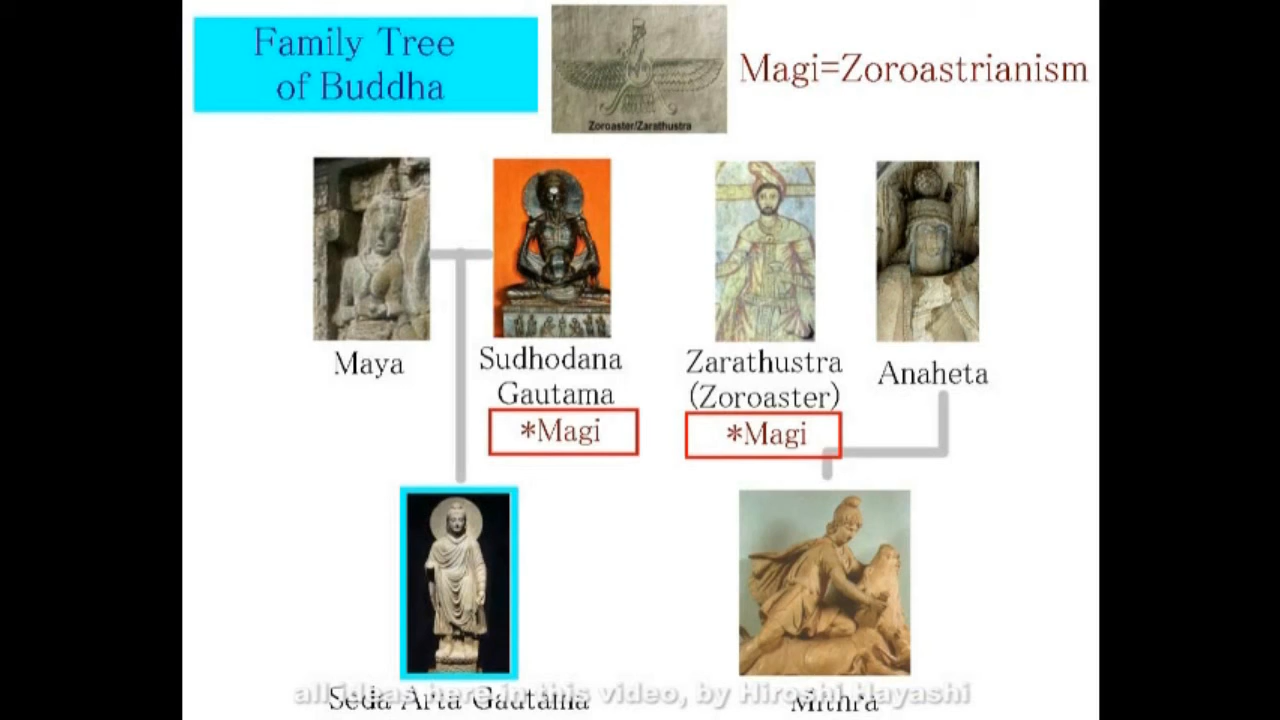 Family Tree
of Buddha
Zoroaster/Zarathustra
Magi=Zoroastrianism
Maya
Sudhodana
Gautama
*Magi
Zarathustra
(Zoroaster)
*Magi
Anaheta
Seda Arta Gautama
Mithra
all ideas here in this video, by Hiroshi Hayashi